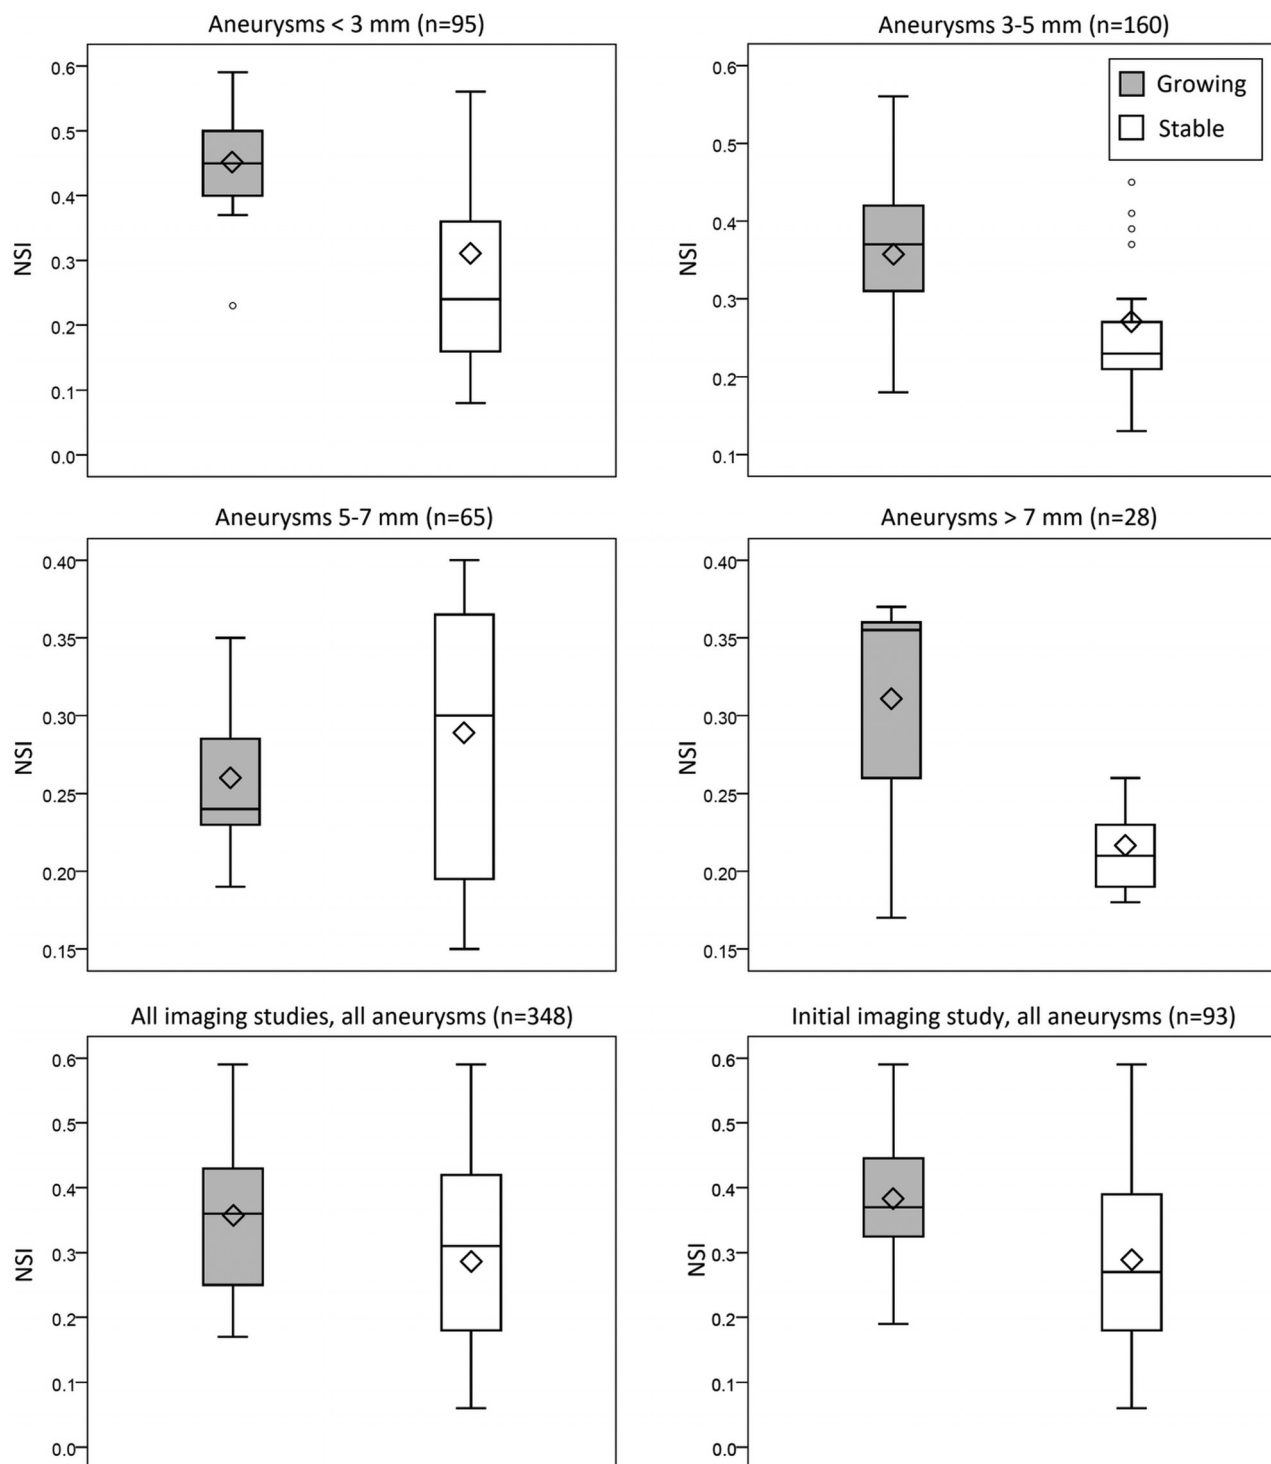 Aneurysms < 3 mm (n=95)
NSI
0.6
0.5
0.4
0.3
0.2
0.1
0.0
Aneurysms 3-5 mm (n=160)
NSI
0.6
0.5
0.4
0.3
0.2
0.1
Growing
Stable
Aneurysms 5-7 mm (n=65)
NSI
0.40
0.35
0.30
0.25
0.20
0.15
Aneurysms > 7 mm (n=28)
NSI
0.40
0.35
0.30
0.25
0.20
0.15
All imaging studies, all aneurysms (n=348)
NSI
0.6
0.5
0.4
0.3
0.2
0.1
0.0
Initial imaging study, all aneurysms (n=93)
NSI
0.6
0.5
0.4
0.3
0.2
0.1
0.0